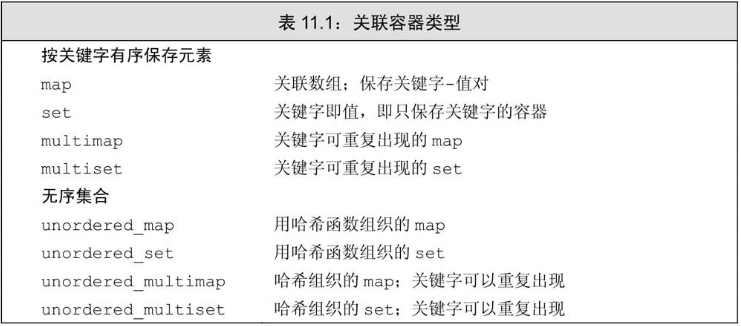 表 11.1：关联容器类型
按关键字有序保存元素
map 关联数组；保存关键字-值对
set 关键字即值，即只保存关键字的容器
multimap 关键字可重复出现的 map
multiset 关键字可重复出现的 set
无序集合
unordered_map 用哈希函数组织的 map
unordered_set 用哈希函数组织的 set
unordered_multimap 哈希组织的 map；关键字可以重复出现
unordered_multiset 哈希组织的 set；关键字可以重复出现